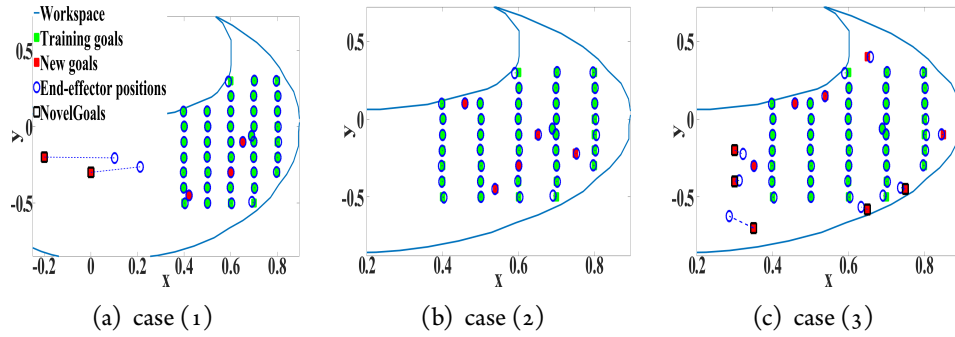 Workspace
Training goals
New goals
End-effector positions
NovelGoals
y
0.5
0
-0.5
-0.2 0 0.2 0.4 0.6 0.8
x
(a) case (1)
y
0.5
0
-0.5
0.2 0.4 0.6 0.8
x
(b) case (2)
y
0.5
0
-0.5
0.2 0.4 0.6 0.8
x
(c) case (3)